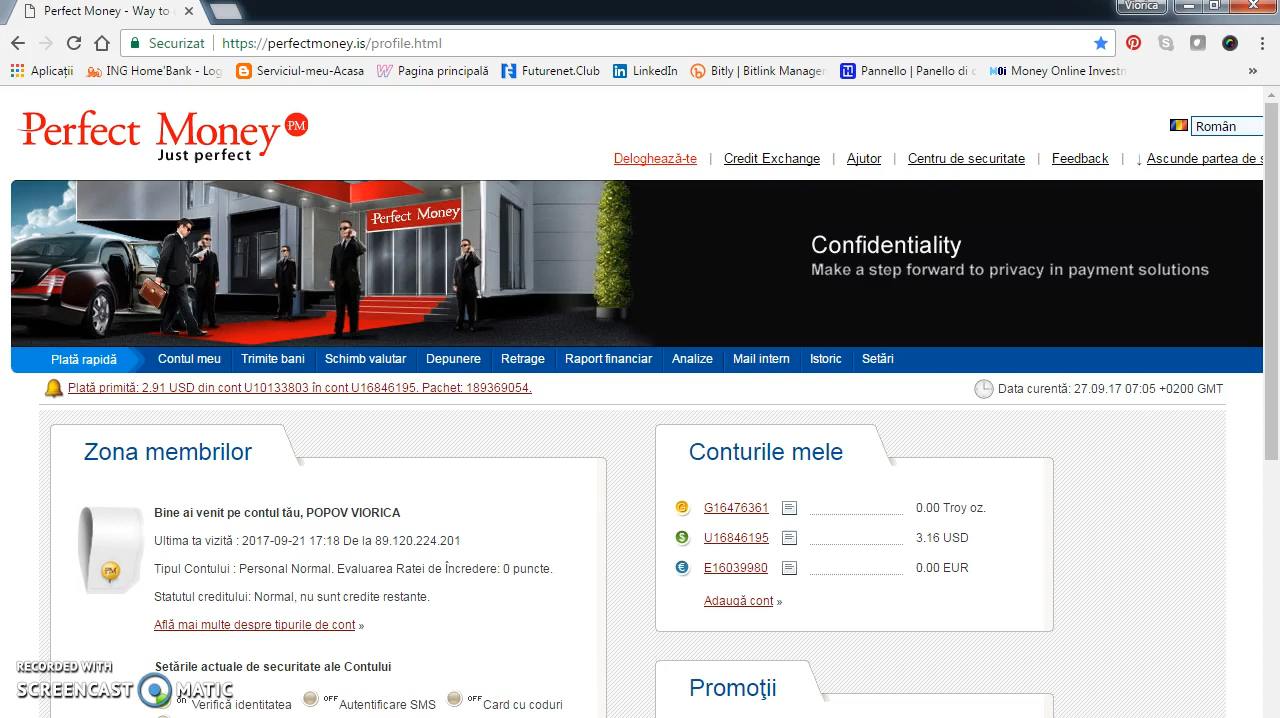 Perfect Money - Way to
Viorica
Securizat
https://perfectmoney.is/profile.html
Aplicații
ING Home'Bank - Log
Serviciul-meu-Acasa
Pagina principală
Futurenet.Club
LinkedIn
Bitly | Bitlink Manager
Pannello | Panello di c
Money Online Investm
»
Perfect Money PM
Just perfect
Român
Deloghează-te | Credit Exchange | Ajutor | Centru de securitate | Feedback | ↓ Ascunde partea de s
Perfect Money
Confidentiality
Make a step forward to privacy in payment solutions
Plată rapidă Contul meu Trimite bani Schimb valutar Depunere Retrage Raport financiar Analize Mail intern Istoric Setări
Plată primită: 2.91 USD din cont U10133803 în cont U16846195. Pachet: 188369054.
Data curentă: 27.09.17 07:05 +0200 GMT
Zona membrilor
Bine ai venit pe contul tău, POPOV VIORICA
Ultima ta vizită : 2017-09-21 17:18 De la 89.120.224.201
Tipul Contului : Personal Normal. Evaluarea Ratei de Încredere: 0 puncte.
Statutul creditului: Normal, nu sunt credite restante.
Află mai multe despre tipurile de cont »
Setările actuale de securitate ale Contului
on Verifică identitatea OFF Autentificare SMS OFF Card cu coduri
Conturile mele
G16476361 0.00 Troy oz.
U16846195 3.16 USD
E16039980 0.00 EUR
Adaugă cont »
Promoţii
RECORDED WITH
SCREENCAST MATIC